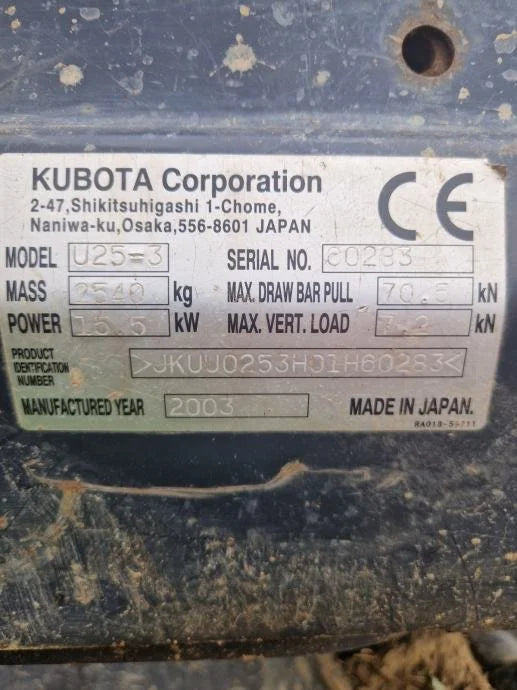 KUBOTA Corporation
2-47,Shikitsuhigashi 1-Chome,
Naniwa-ku,Osaka,556-8601 JAPAN
CE
MODEL U25-3 SERIAL NO. 60283
MASS 2540 kg MAX. DRAW BAR PULL 70.5 kN
POWER 15.5 kW MAX. VERT. LOAD 7.2 kN
PRODUCT
IDENTIFICATION
NUMBER
>JKUU0253H01H60283<
MANUFACTURED YEAR 2003 MADE IN JAPAN.